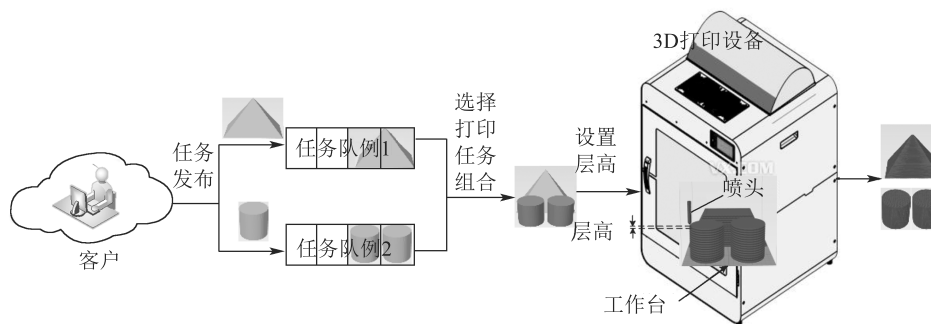 3D打印设备
选择
打印
任务
组合
任务
发布
任务队例1
设置
层高
喷头
层高
任务队例2
客户
工作台